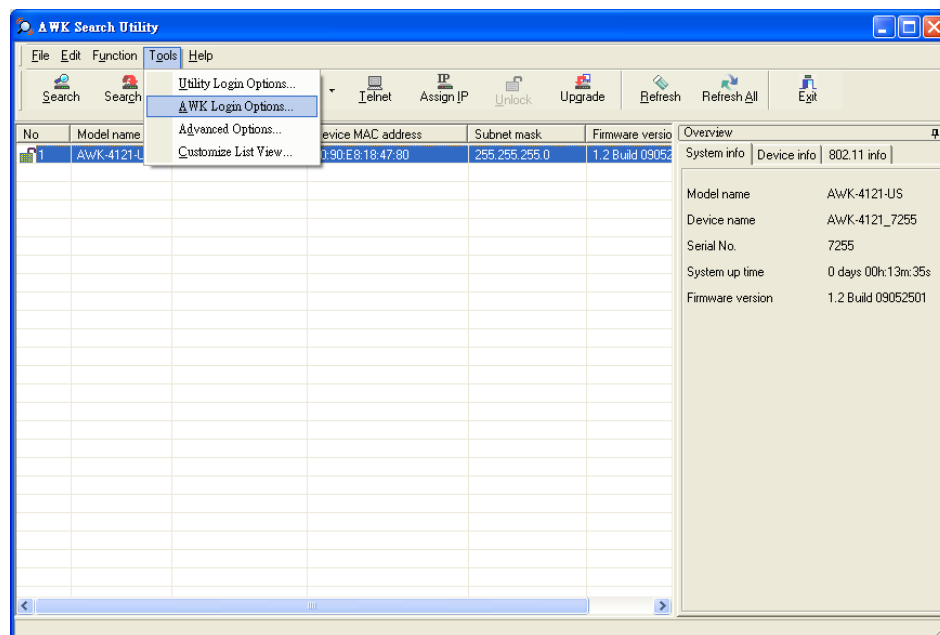 AWK Search Utility
File Edit Function Tools Help
Utility Login Options...
AWK Login Options...
Advanced Options...
Customize List View...
Search Search Telnet Assign IP Unlock Upgrade Refresh Refresh All Exit
No Model name evice MAC address Subnet mask Firmware versio
1 AWK-4121-U 0:90:E8:18:47:80 255.255.255.0 1.2 Build 09052
Overview
System info Device info 802.11 info
Model name AWK-4121-US
Device name AWK-4121_7255
Serial No. 7255
System up time 0 days 00h:13m:35s
Firmware version 1.2 Build 09052501